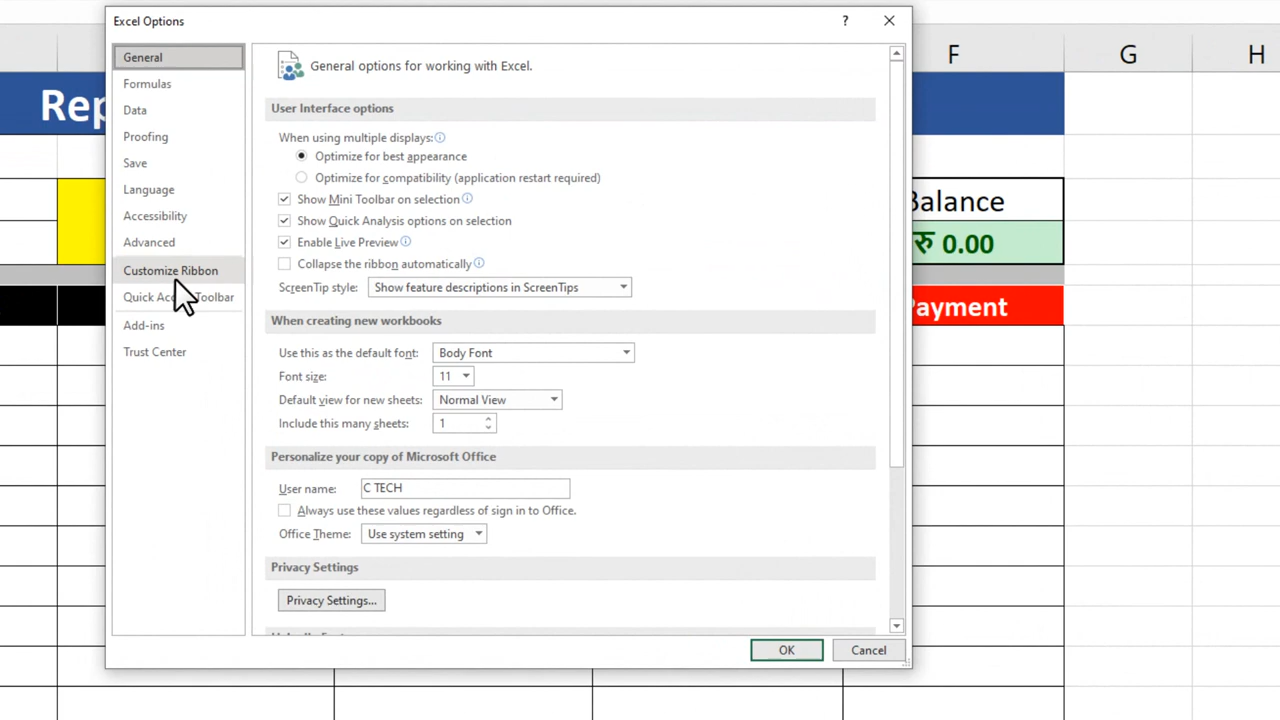 Excel Options ? ×
F G H
General
Formulas
Data
Proofing
Save
Language
Accessibility
Advanced
Customize Ribbon
Add-ins
Trust Center
General options for working with Excel.
User Interface options
When using multiple displays:
Optimize for best appearance
Optimize for compatibility (application restart required)
Show Mini Toolbar on selection
Show Quick Analysis options on selection
Enable Live Preview
Collapse the ribbon automatically
ScreenTip style: Show feature descriptions in ScreenTips
When creating new workbooks
Use this as the default font: Body Font
Font size: 11
Default view for new sheets: Normal View
Include this many sheets: 1
Personalize your copy of Microsoft Office
User name: C TECH
Always use these values regardless of sign in to Office.
Office Theme: Use system setting
Privacy Settings
Privacy Settings...
OK Cancel
Rep
Balance
रु 0.00
Payment